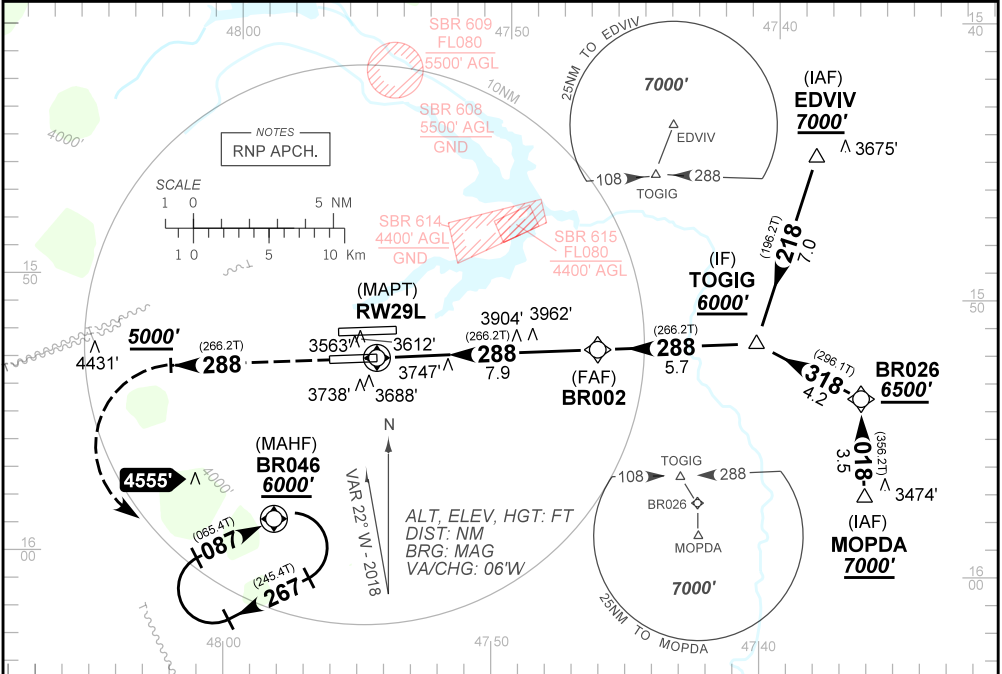 48 00
47 50
47 40
15
40
SBR 609
FL080
5500' AGL
10NM
SBR 608
5500' AGL
GND
4000'
NOTES
RNP APCH.
25NM TO EDVIV
7000'
EDVIV
108
288
TOGIG
(IAF)
EDVIV
7000'
3675'
SCALE
1 0 5 NM
1 0 5 10 Km
SBR 614
4400' AGL
GND
SBR 615
FL080
4400' AGL
(196.2T)
218
7.0
15
50
15
50
(IF)
TOGIG
6000'
(MAPT)
RW29L
5000'
4431'
(266.2T)
288
3563'
3612'
3738'
3688'
3747'
3904'
3962'
(266.2T)
288
7.9
(FAF)
BR002
(266.2T)
288
5.7
(296.1T)
318
4.2
BR026
6500'
(356.2T)
018
3.5
3474'
(IAF)
MOPDA
7000'
4555'
4000'
(MAHF)
BR046
6000'
(065.4T)
087
(245.4T)
267
N
VAR 22° W - 2018
ALT, ELEV, HGT: FT
DIST: NM
BRG: MAG
VA/CHG: 06'W
TOGIG
108
288
BR026
MOPDA
7000'
25NM TO MOPDA
16
00
16
00
48 00
47 50
47 40